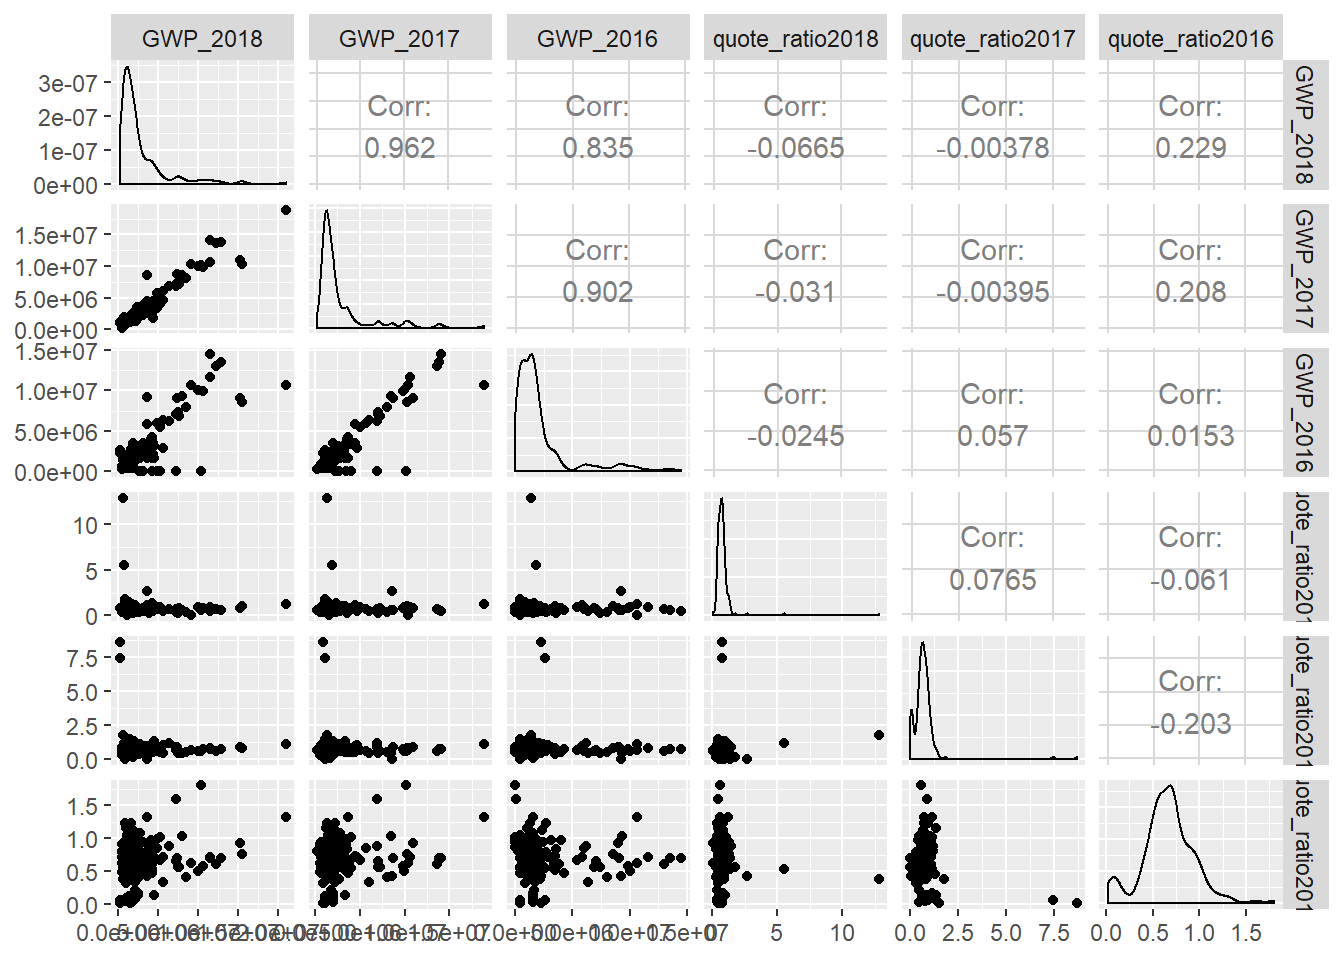 GWP_2018 GWP_2017 GWP_2016 quote_ratio2018 quote_ratio2017 quote_ratio2016
3e-07
2e-07
1e-07
0e+00
Corr:
0.962
Corr:
0.835
Corr:
-0.0665
Corr:
-0.00378
Corr:
0.229
GWP_2018
1.5e+07
1.0e+07
5.0e+06
0.0e+00
Corr:
0.902
Corr:
-0.031
Corr:
-0.00395
Corr:
0.208
GWP_2017
1.5e+07
1.0e+07
5.0e+06
0.0e+00
Corr:
-0.0245
Corr:
0.057
Corr:
0.0153
GWP_2016
10
5
0
Corr:
0.0765
Corr:
-0.061
uote_ratio201
7.5
5.0
2.5
0.0
Corr:
-0.203
uote_ratio201
1.5
1.0
0.5
0.0
uote_ratio201
0 10
0.0 2.5 5.0 7.5
0.0 0.5 1.0 1.5